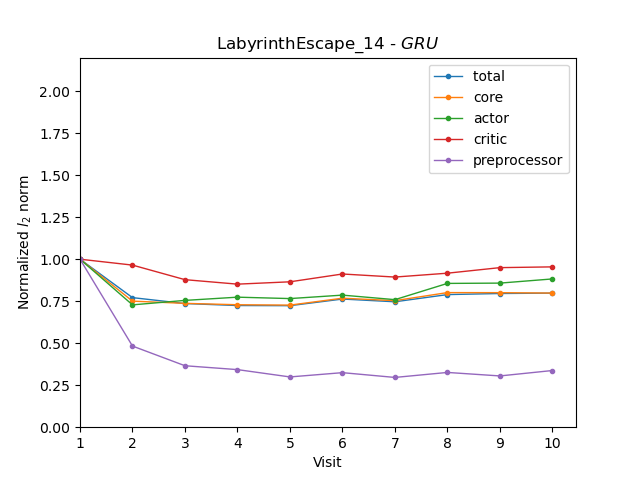 LabyrinthEscape_14 - GRU
Normalized l2 norm
2.00
1.75
1.50
1.25
1.00
0.75
0.50
0.25
0.00
total
core
actor
critic
preprocessor
1 2 3 4 5 6 7 8 9 10
Visit